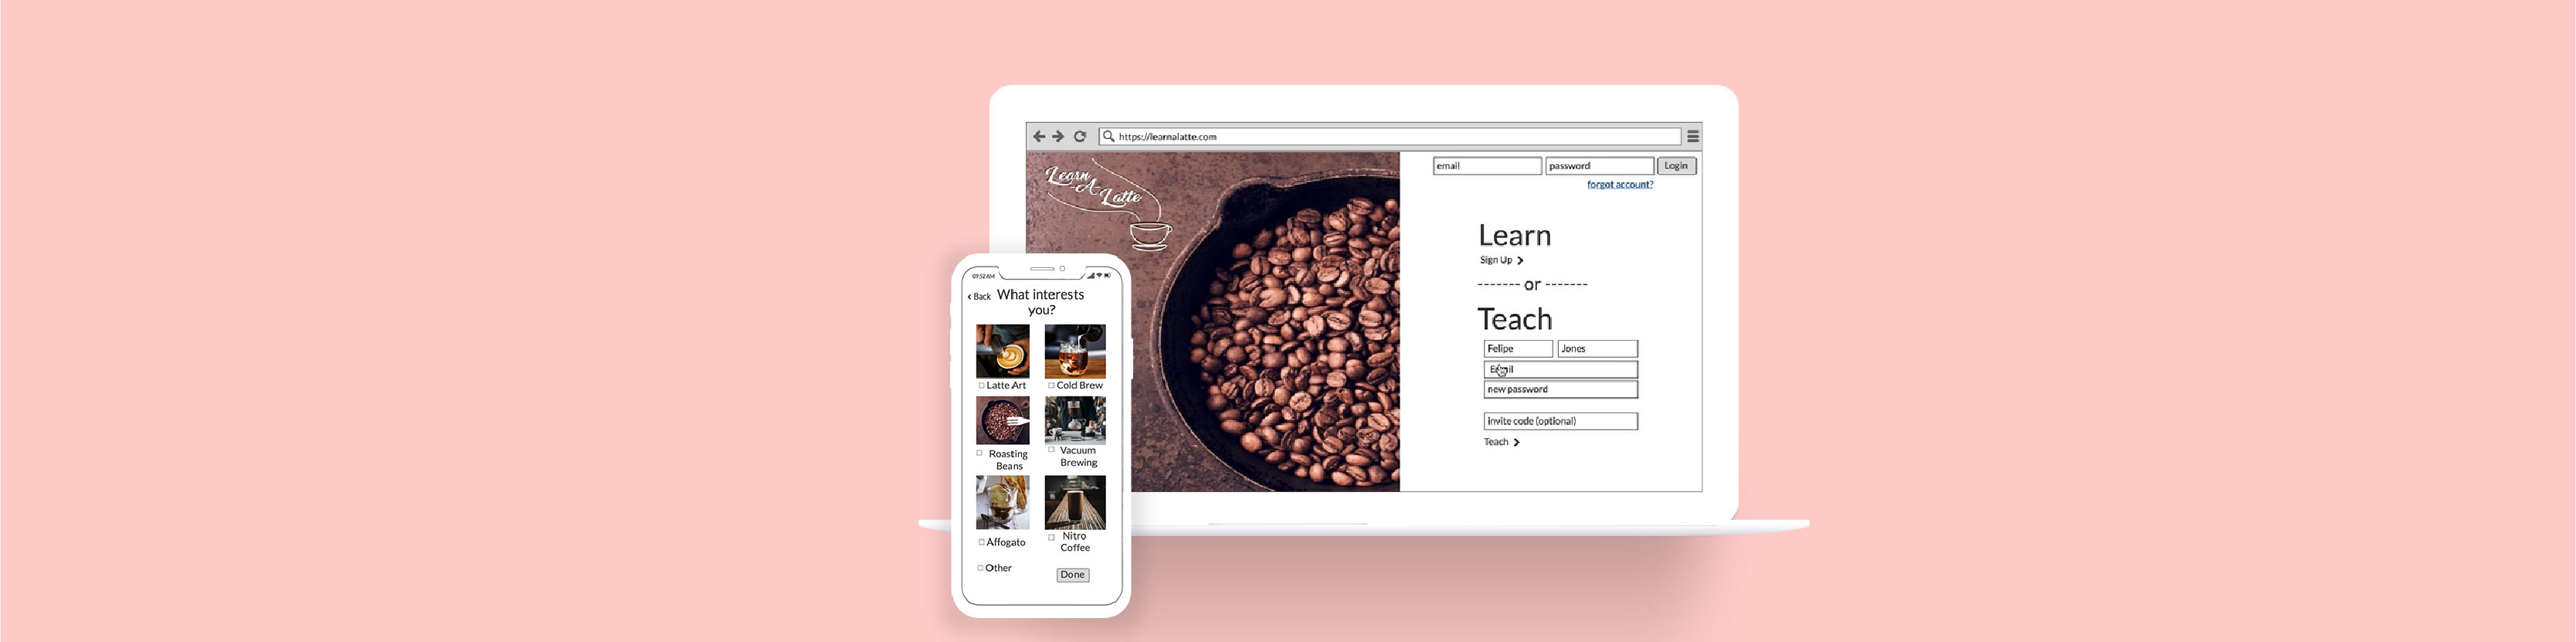 https://learnalatte.com
Learn
-A-
Latte
email
password
Login
forgot account?
Learn
Sign Up
------- or -------
Teach
Felipe
Jones
Email
new password
invite code (optional)
Teach
09:52 AM
Back
What interests
you?
Latte Art
Cold Brew
Roasting
Beans
Vacuum
Brewing
Affogato
Nitro
Coffee
Other
Done